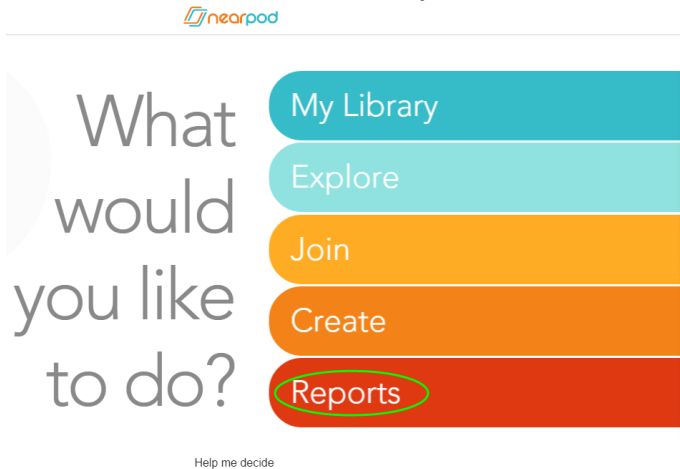 nearpod
What
would
you like
to do?
My Library
Explore
Join
Create
Reports
Help me decide